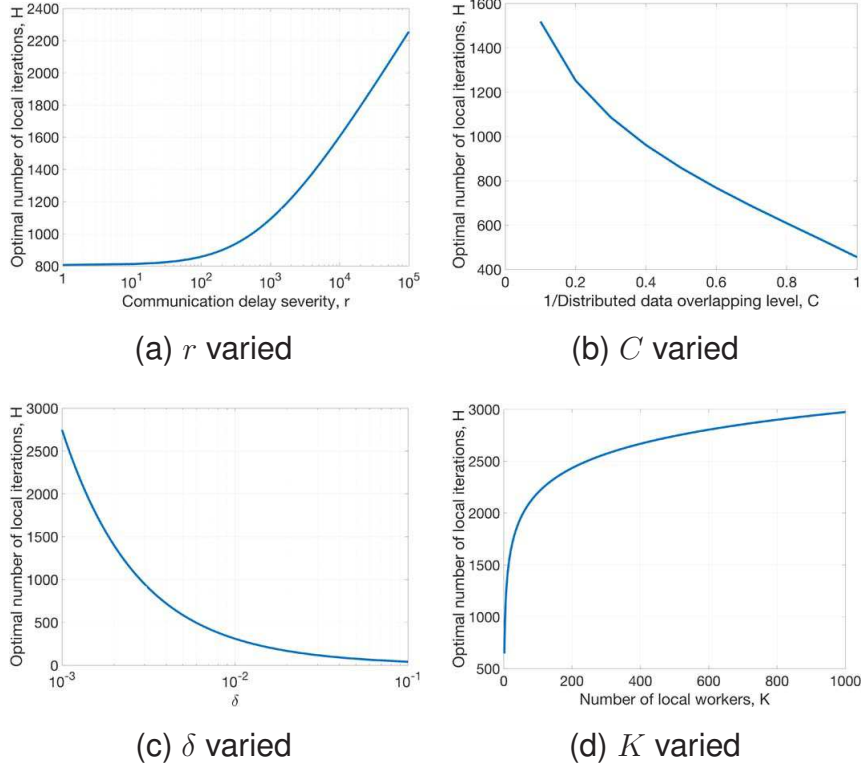 2400
2200
2000
1800
1600
1400
1200
1000
800
Optimal number of local iterations, H
1 10^1 10^2 10^3 10^4 10^5
Communication delay severity, r
(a) r varied
1600
1400
1200
1000
800
600
400
Optimal number of local iterations, H
0 0.2 0.4 0.6 0.8 1
1/Distributed data overlapping level, C
(b) C varied
3000
2500
2000
1500
1000
500
0
Optimal number of local iterations, H
10^-3 10^-2 10^-1
δ
(c) δ varied
3000
2500
2000
1500
1000
500
Optimal number of local iterations, H
0 200 400 600 800 1000
Number of local workers, K
(d) K varied